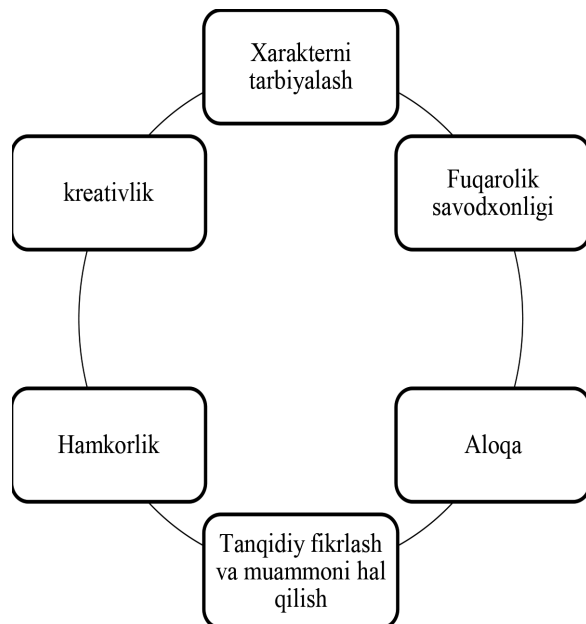 Xarakterni
tarbiyalash
Fuqarolik
savodxonligi
Aloqa
Tanqidiy fikrlash
va muammoni hal
qilish
Hamkorlik
kreativlik